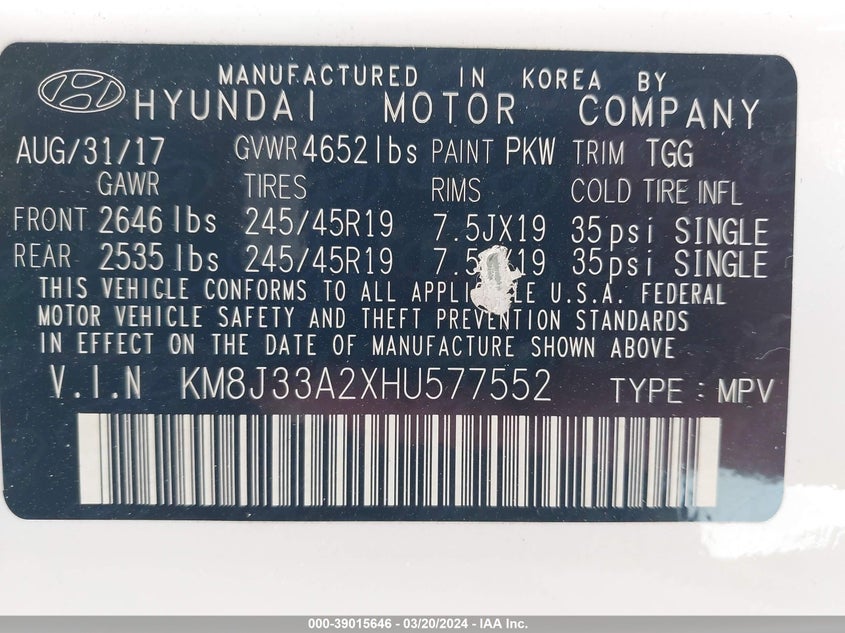 MANUFACTURED IN KOREA BY
HYUNDAI MOTOR COMPANY
AUG/31/17 GVWR 4652lbs PAINT PKW TRIM TGG
GAWR TIRES RIMS COLD TIRE INFL
FRONT 2646 lbs 245/45R19 7.5JX19 35psi SINGLE
REAR 2535 lbs 245/45R19 35psi SINGLE
THIS VEHICLE CONFORMS TO ALL U.S.A. FEDERAL
MOTOR VEHICLE SAFETY AND THEFT PREVENTION STANDARDS
IN EFFECT ON THE DATE OF MANUFACTURE SHOWN ABOVE
V.I.N KM8J33A2XHU577552 TYPE : MPV
000-39015646 - 03/20/2024 - IAA Inc.